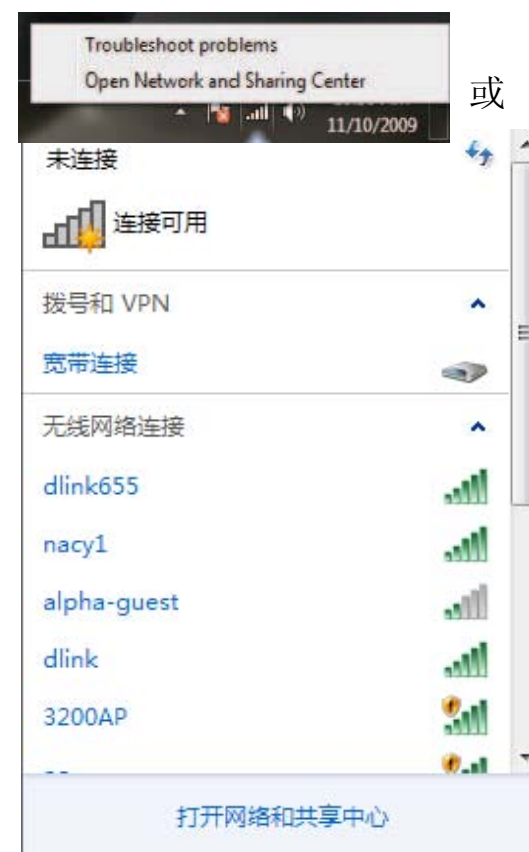 Troubleshoot problems
Open Network and Sharing Center
或
11/10/2009
未连接
连接可用
拨号和 VPN
宽带连接
无线网络连接
dlink655
nacy1
alpha-guest
dlink
3200AP
打开网络和共享中心